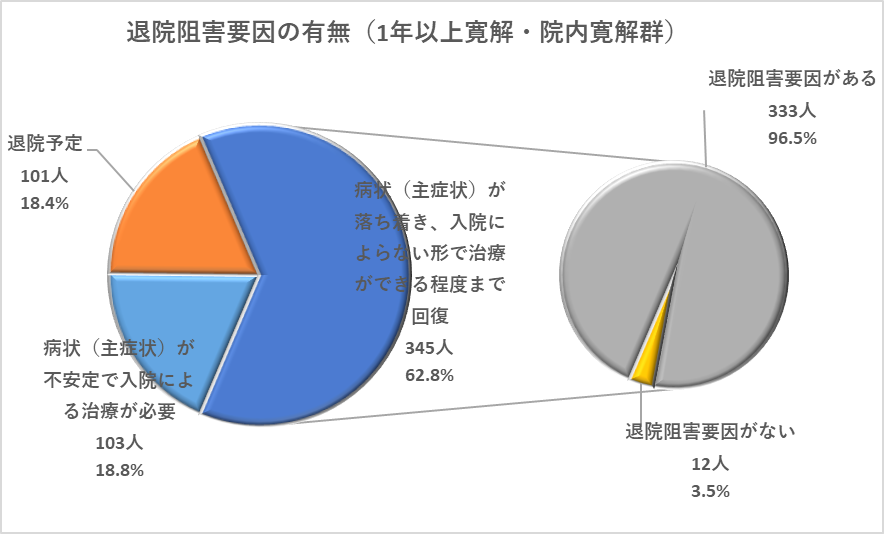 退院阻害要因の有無（1年以上寛解・院内寛解群）
退院予定
101人
18.4%
病状（主症状）が
落ち着き、入院に
よらない形で治療
ができる程度まで
回復
345人
62.8%
病状（主症状）が
不安定で入院によ
る治療が必要
103人
18.8%
退院阻害要因がある
333人
96.5%
退院阻害要因がない
12人
3.5%